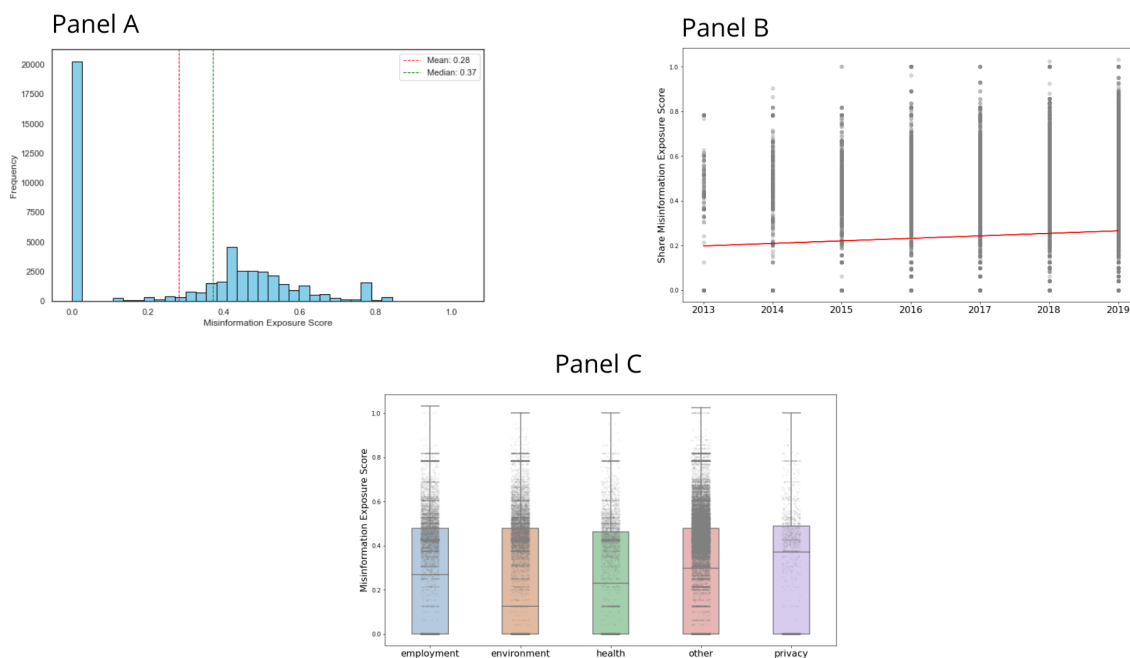 Panel A
Mean: 0.28
Median: 0.37
20000
17500
15000
12500
10000
7500
5000
2500
0
Frequency
0.0 0.2 0.4 0.6 0.8 1.0
Misinformation Exposure Score
Panel B
1.0
0.8
0.6
0.4
0.2
0.0
Share Misinformation Exposure Score
2013 2014 2015 2016 2017 2018 2019
Panel C
1.0
0.8
0.6
0.4
0.2
0.0
Misinformation Exposure Score
employment environment health other privacy